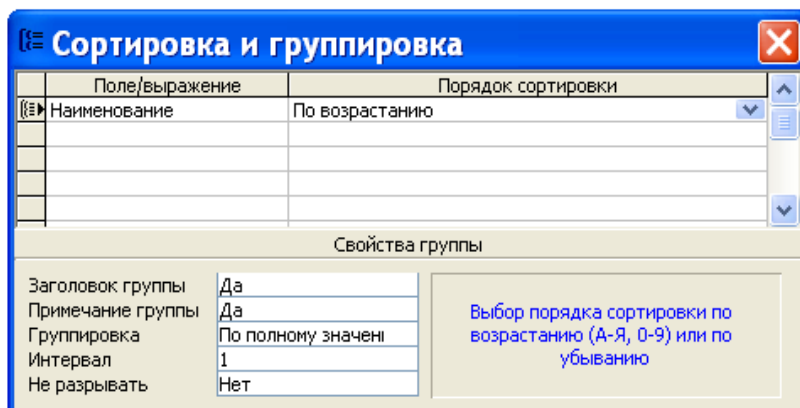 Сортировка и группировка
Поле/выражение Порядок сортировки
Наименование По возрастанию
Свойства группы
Заголовок группы Да
Примечание группы Да
Группировка По полному значені
Интервал 1
Не разрывать Нет
Выбор порядка сортировки по
возрастанию (А-Я, 0-9) или по
убыванию